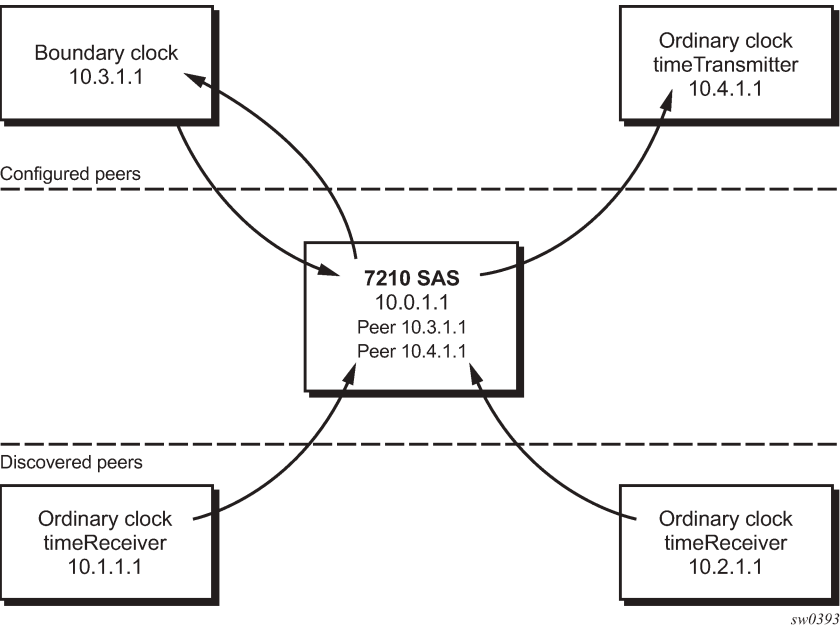 Boundary clock
10.3.1.1
Ordinary clock
timeTransmitter
10.4.1.1
Configured peers
7210 SAS
10.0.1.1
Peer 10.3.1.1
Peer 10.4.1.1
Discovered peers
Ordinary clock
timeReceiver
10.1.1.1
Ordinary clock
timeReceiver
10.2.1.1
sw0393